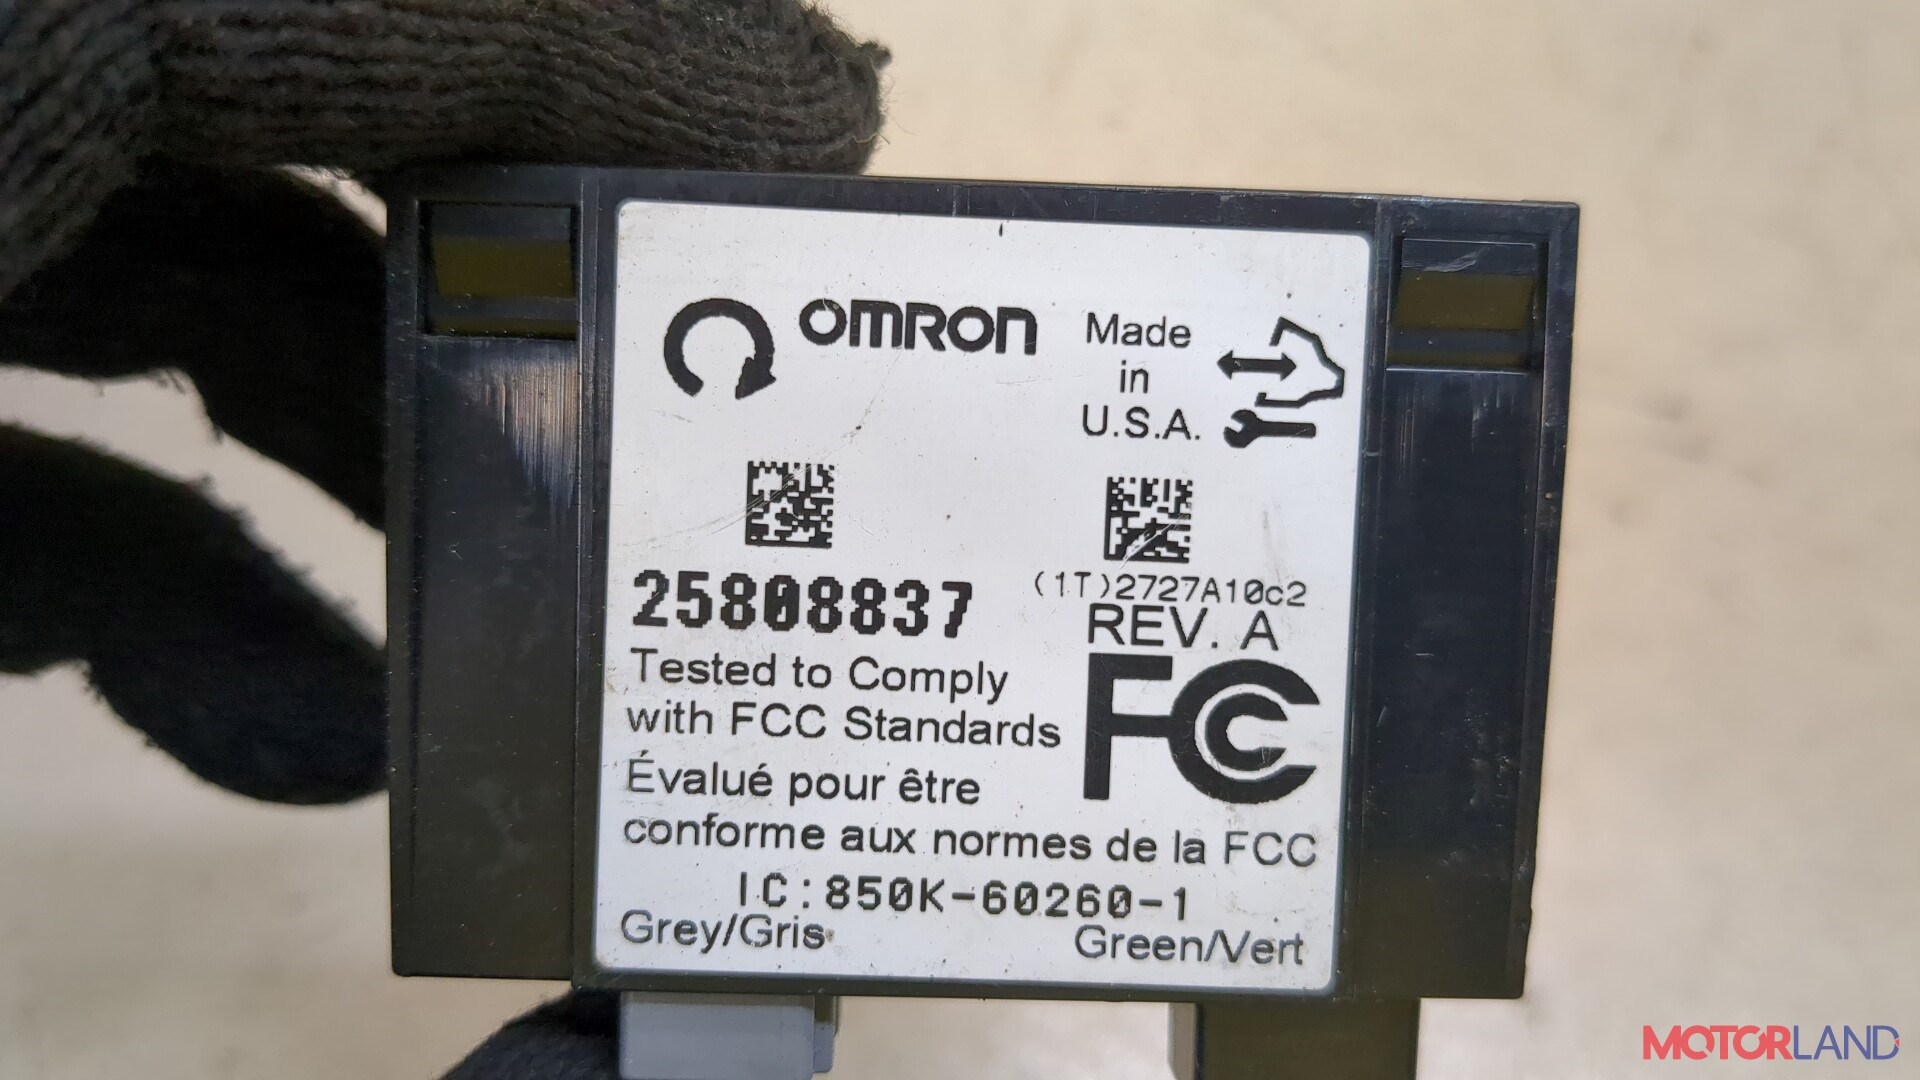 OMRON
Made
in
U.S.A.
25808837
(1T)2727A10c2
REV. A
Tested to Comply
with FCC Standards
FC
Évalué pour être
conforme aux normes de la FCC
IC:850K-60260-1
Grey/Gris
Green/Vert
MOTORLAND